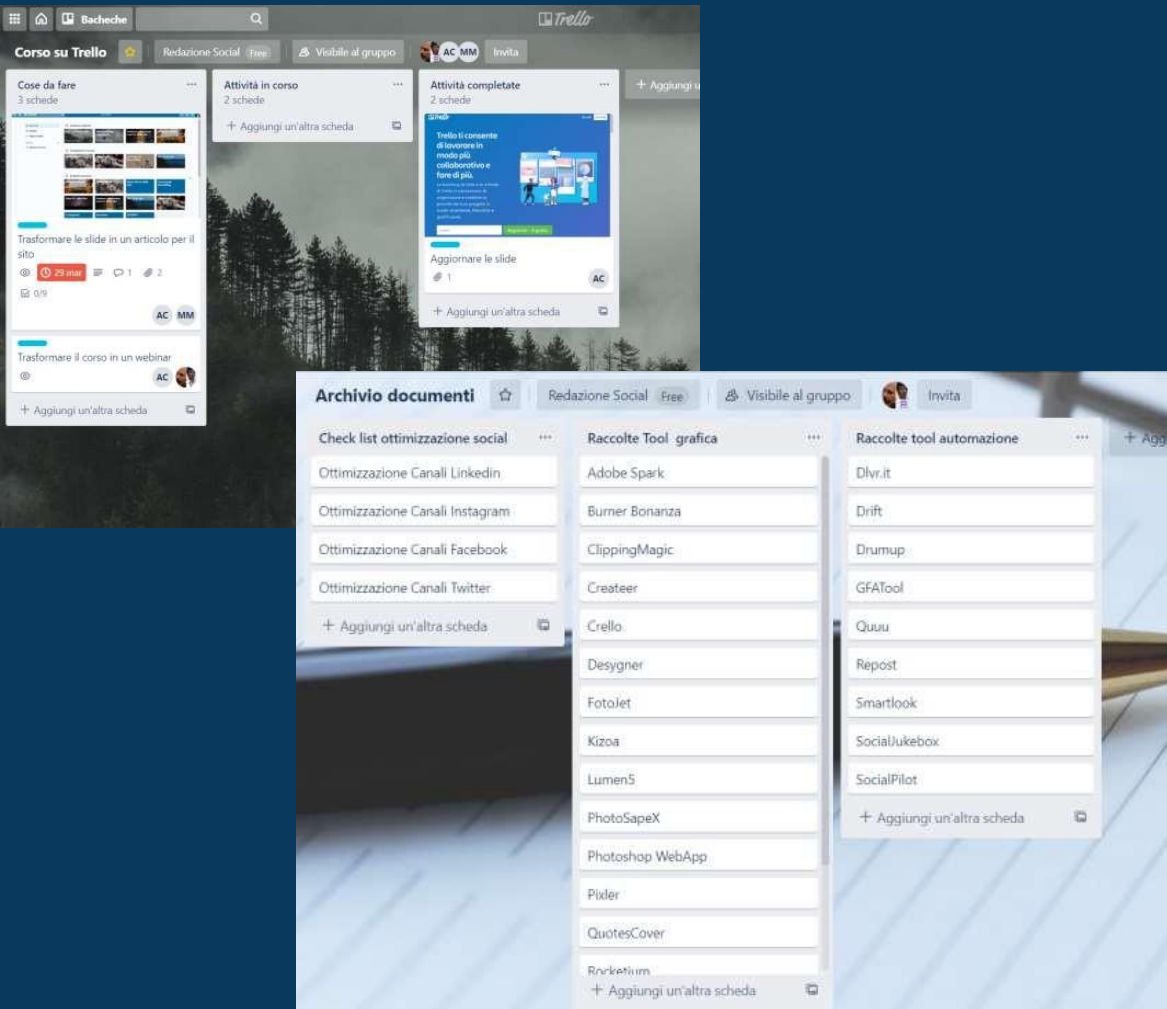 Bacheche
Trello
Corso su Trello
Redazione Social Free
Visibile al gruppo
AC MM
Invita
Cose da fare
3 schede
Trasformare le slide in un articolo per il
sito
29 mar
1
2
0/9
AC MM
Trasformare il corso in un webinar
AC
+ Aggiungi un'altra scheda
Attività in corso
2 schede
+ Aggiungi un'altra scheda
Attività completate
2 schede
Trello
Trello ti consente
di lavorare in
modo più
collaborativo e
fare di più.
Aggiornare le slide
1
AC
+ Aggiungi un'altra scheda
+ Aggiungi u
Archivio documenti
Redazione Social Free
Visibile al gruppo
Invita
Check list ottimizzazione social
Ottimizzazione Canali Linkedin
Ottimizzazione Canali Instagram
Ottimizzazione Canali Facebook
Ottimizzazione Canali Twitter
+ Aggiungi un'altra scheda
Raccolte Tool grafica
Adobe Spark
Burner Bonanza
ClippingMagic
Createer
Crello
Desygner
FotoJet
Kizoa
Lumen5
PhotoSapeX
Photoshop WebApp
Pixler
QuotesCover
Rocketium
+ Aggiungi un'altra scheda
Raccolte tool automazione
Dlvr.it
Drift
Drumup
GFATool
Quuu
Repost
Smartlook
SocialJukebox
SocialPilot
+ Aggiungi un'altra scheda
+ Agg